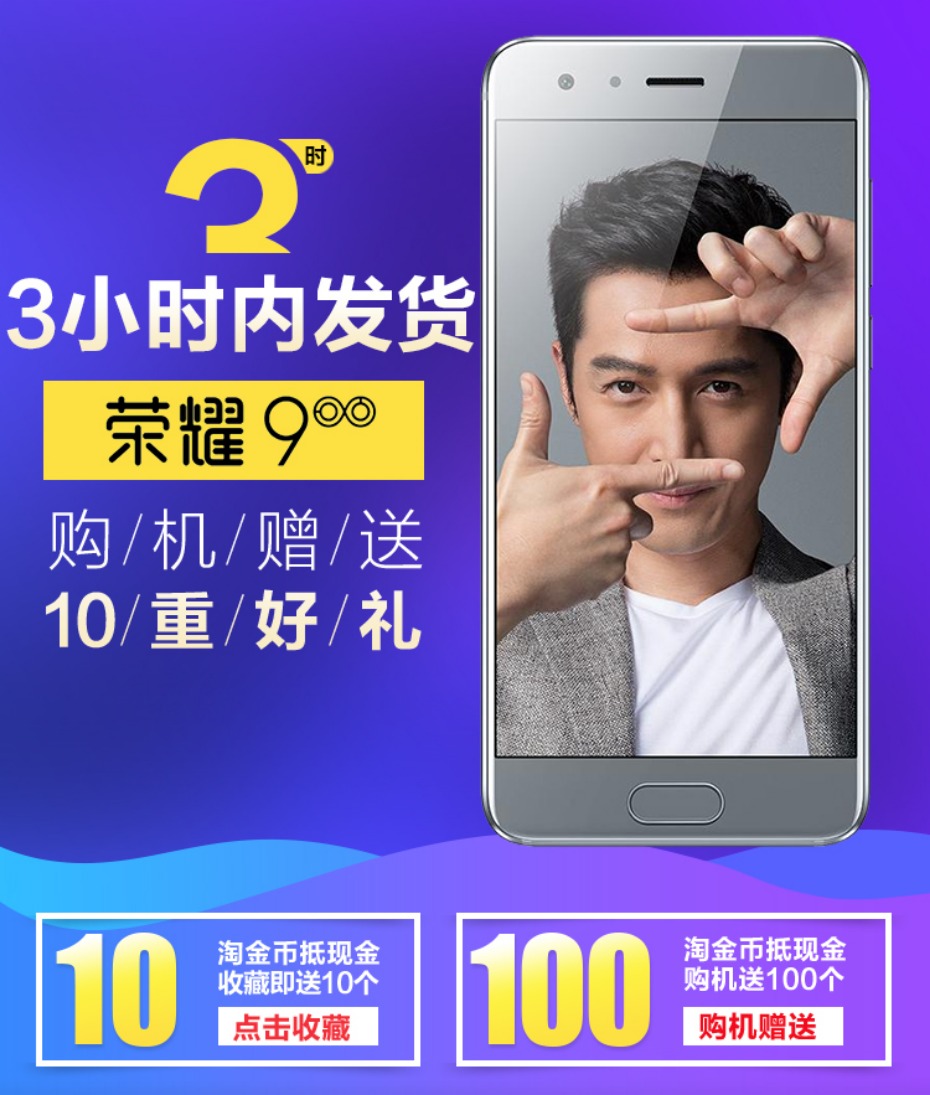 时
3小时内发货
荣耀 9
购/机/赠/送
10/重/好/礼
10
淘金币抵现金
收藏即送10个
点击收藏
100
淘金币抵现金
购机送100个
购机赠送